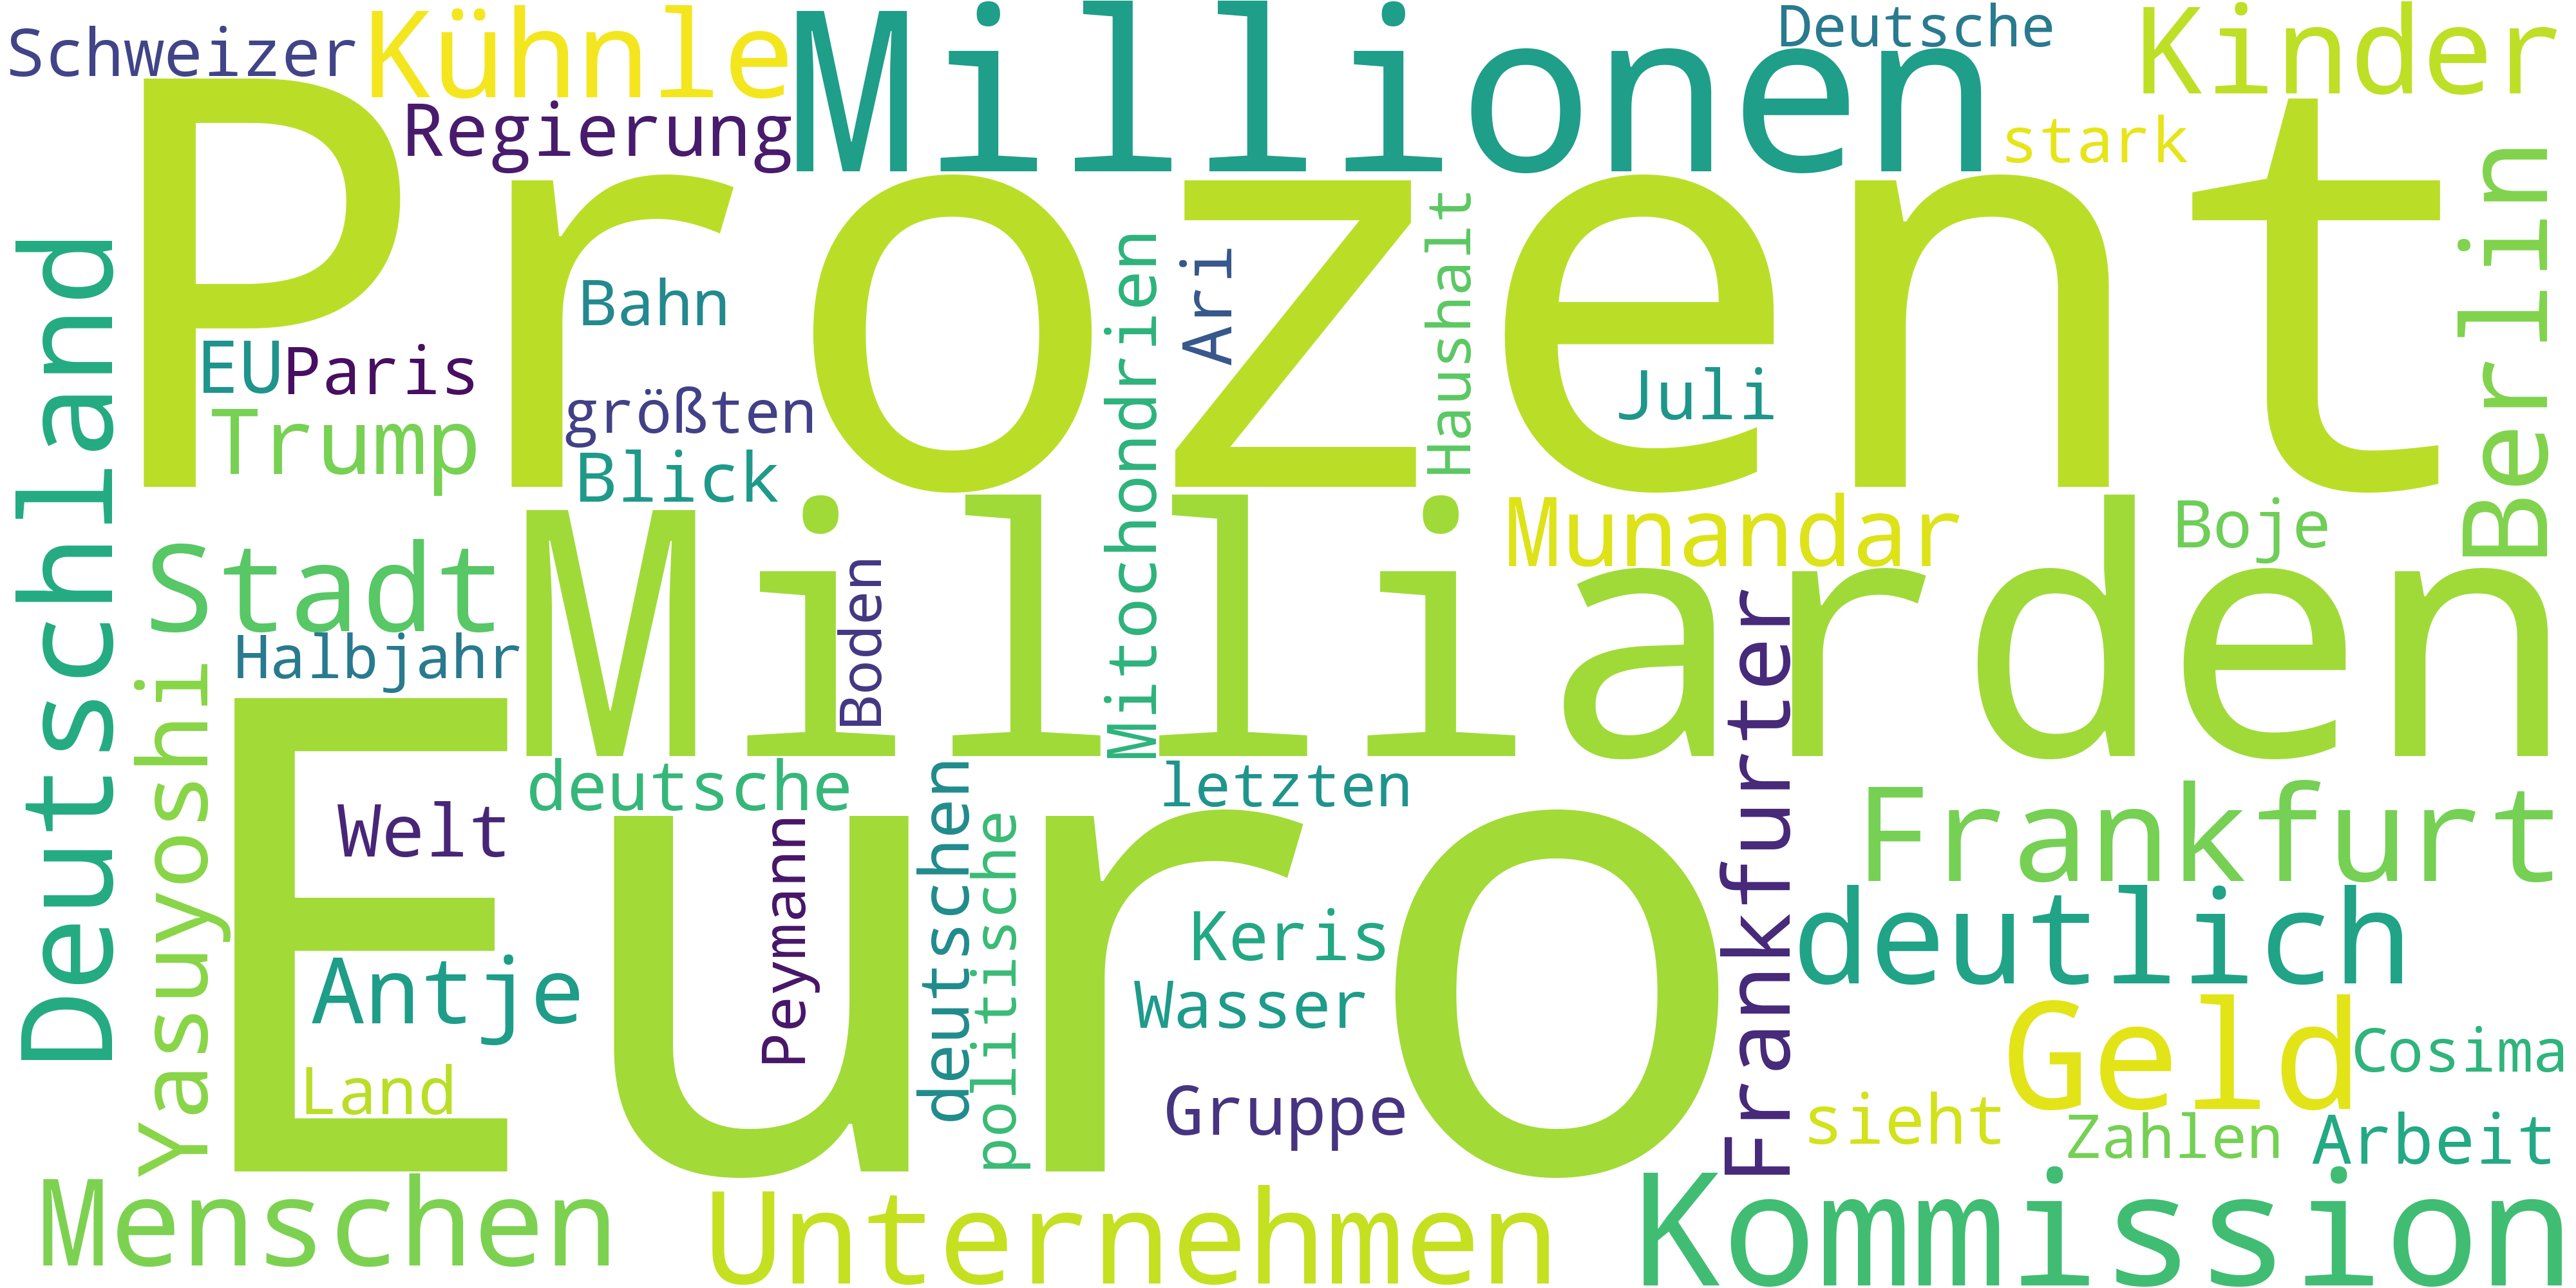 Schweizer
Kühnle
Millionen
Deutsche
Kinder
Regierung
stark
Prozent
Berlin
Deutschland
Bahn
Mitochondrien
Ari
Haushalt
EU
Paris
Juli
Trump
größten
Blick
Milliarden
Munandar
Boje
Stadt
Boden
Halbjahr
Yasuyoshi
Euro
Frankfurter
Welt
deutsche
Peymann
deutschen
politische
letzten
Frankfurt
deutlich
Antje
Keris
Wasser
Geld
Cosima
Land
Gruppe
sieht
Zahlen
Arbeit
Menschen
Unternehmen
Kommission